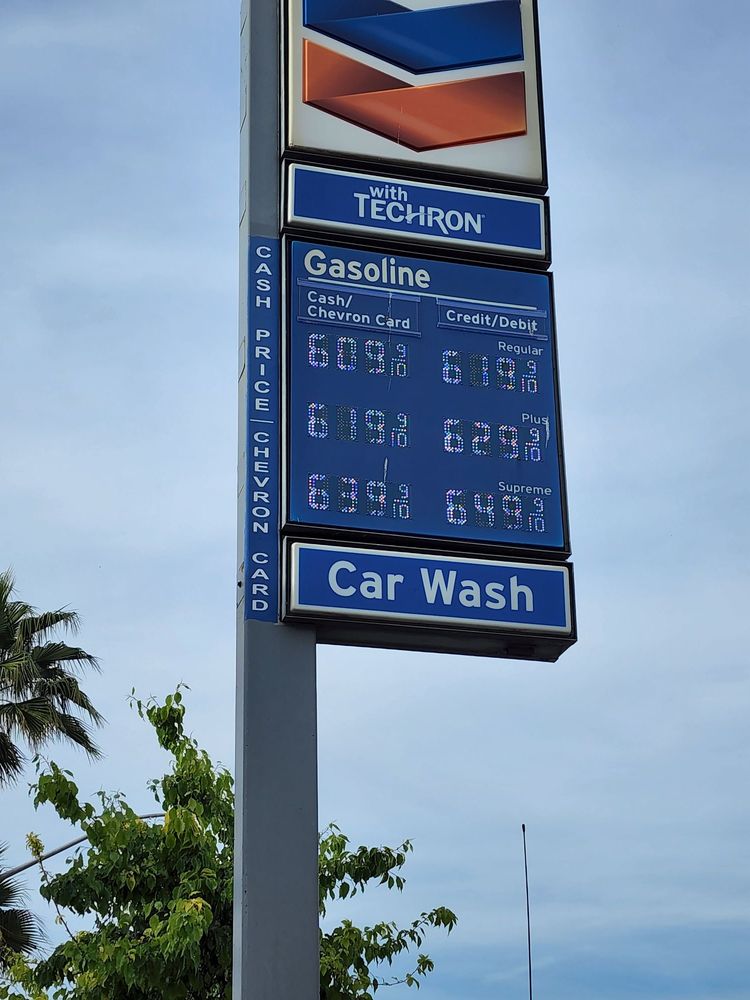 with
TECHRON
CASH PRICE CHEVRON CARD
Gasoline
Cash/
Chevron Card
Credit/Debit
Regular
609 9/10 619 9/10
Plus
619 9/10 629 9/10
Supreme
639 9/10 649 9/10
Car Wash